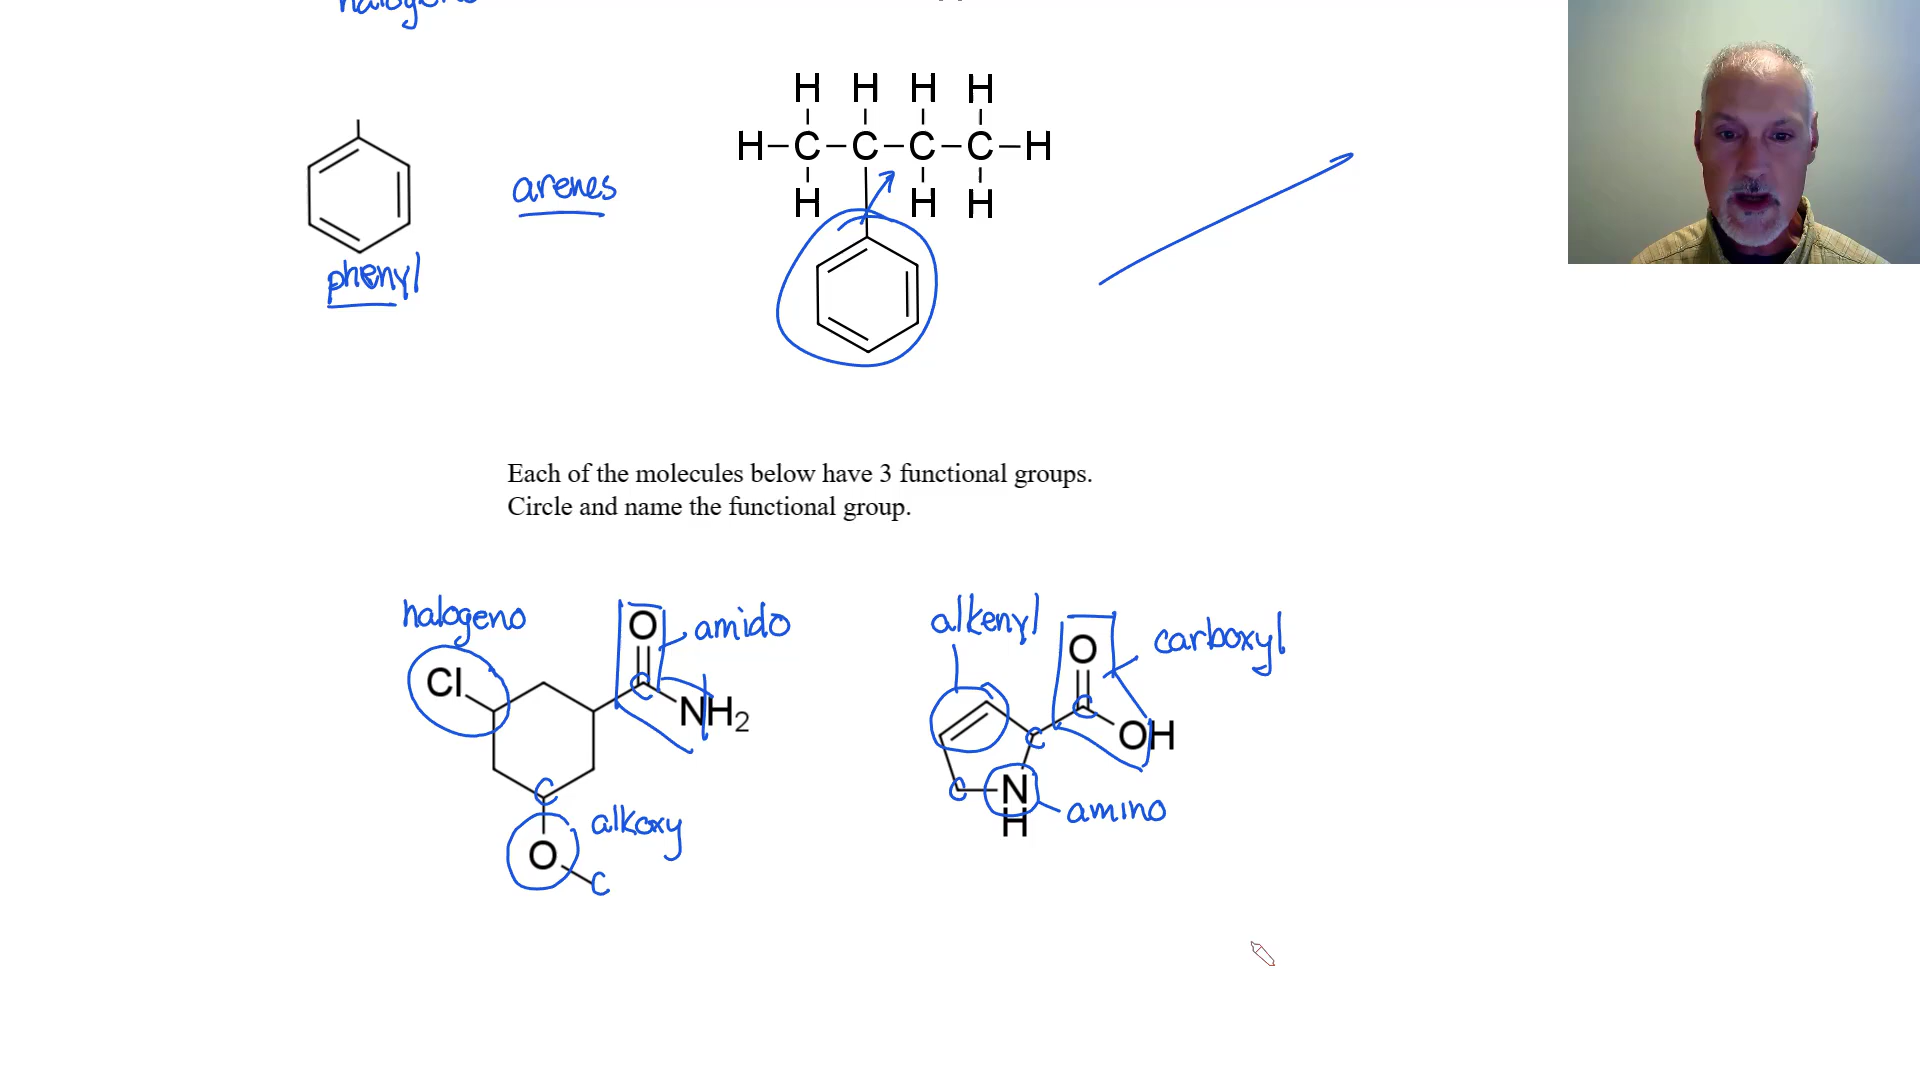 halogeno
H H H H
H-C-C-C-C-H
H H H
arenes
phenyl
Each of the molecules below have 3 functional groups.
Circle and name the functional group.
halogeno
O
amido
Cl
C
NH2
C
alkoxy
O
C
alkenyl
O
carboxyl
C
OH
C
C
N
H
amino